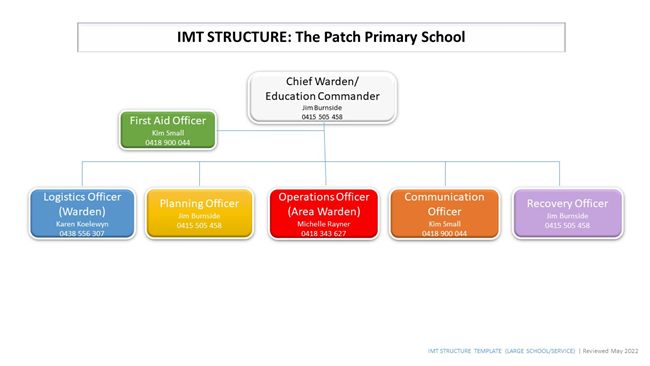 IMT STRUCTURE: The Patch Primary School
Chief Warden/
Education Commander
Jim Burnside
0415 505 458
First Aid Officer
Kim Small
0418 900 044
Logistics Officer
(Warden)
Karen Koelewyn
0438 556 307
Planning Officer
Jim Burnside
0415 505 458
Operations Officer
(Area Warden)
Michelle Rayner
0418 343 627
Communication
Officer
Kim Small
0418 900 044
Recovery Officer
Jim Burnside
0415 505 458
IMT STRUCTURE TEMPLATE (LARGE SCHOOL/SERVICE) | Reviewed May 2022